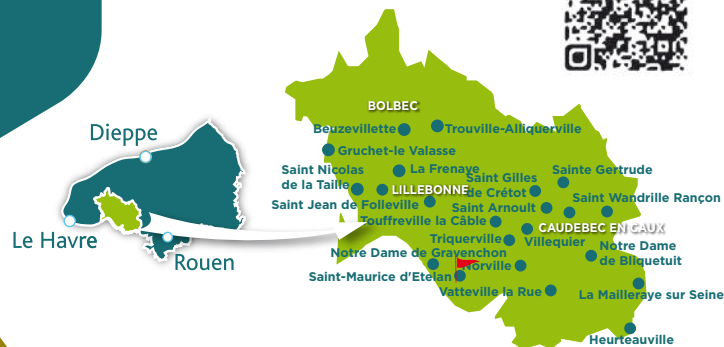 Dieppe
Le Havre
Rouen
BOLBEC
Beuzevillette
Trouville-Alliquerville
Gruchet-le Valasse
La Frenaye
Saint Nicolas
de la Taille
LILLEBONNE
Saint Gilles
de Crétot
Sainte Gertrude
Saint Jean de Folleville
Saint Arnoult
Saint Wandrille Rançon
Touffreville la Câble
CAUDEBEC EN CAUX
Triquerville
Villequier
Notre Dame
de Bliquetuit
Notre Dame de Gravenchon
Norville
Saint-Maurice d'Etelan
Vatteville la Rue
La Mailleraye sur Seine
Heurteauville